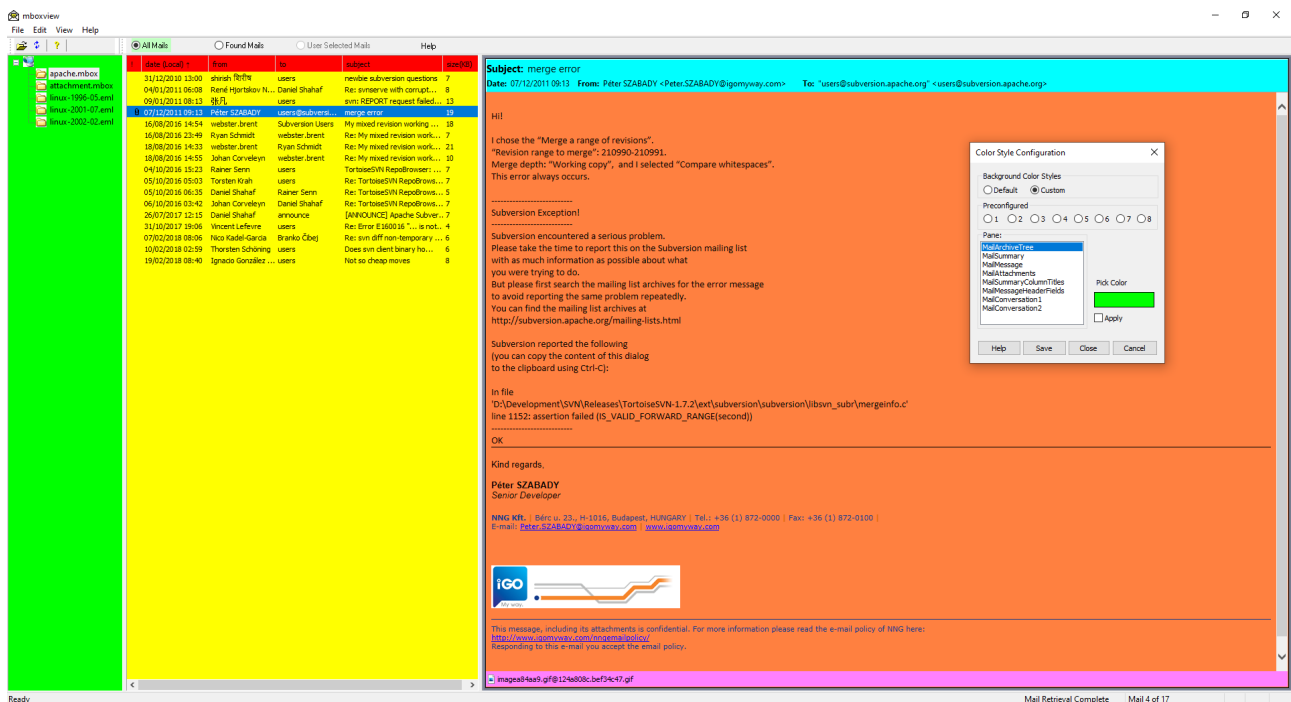 mboxview
File Edit View Help
All Mails Found Mails User Selected Mails Help
apache.mbox
attachment.mbox
linux-1996-05.eml
linux-2001-07.eml
linux-2002-02.eml
! date (Local) ↑ from to subject size(KB)
31/12/2010 13:00 shirish शिरीष users newbie subversion questions 7
04/01/2011 06:08 René Hjortskov N... Daniel Shahaf Re: svnserve with corrupt... 8
09/01/2011 08:13 张凡 users svn: REPORT request failed... 13
07/12/2011 09:13 Péter SZABADY users@subversi... merge error 19
16/08/2016 14:54 webster.brent Subversion Users My mixed revision working ... 18
16/08/2016 23:49 Ryan Schmidt webster.brent Re: My mixed revision work... 7
18/08/2016 14:33 webster.brent Ryan Schmidt Re: My mixed revision work... 21
18/08/2016 14:55 Johan Corveleyn webster.brent Re: My mixed revision work... 10
04/10/2016 15:23 Rainer Senn users TortoiseSVN RepoBrowser: ... 7
05/10/2016 05:03 Torsten Krah users Re: TortoiseSVN RepoBrows... 7
05/10/2016 06:35 Daniel Shahaf Rainer Senn Re: TortoiseSVN RepoBrows... 5
06/10/2016 03:42 Johan Corveleyn Daniel Shahaf Re: TortoiseSVN RepoBrows... 7
26/07/2017 12:15 Daniel Shahaf announce [ANNOUNCE] Apache Subver... 7
31/10/2017 19:06 Vincent Lefevre users Re: Error E160016 "... is not... 4
07/02/2018 08:06 Nico Kadel-Garcia Branko Čibej Re: svn diff non-temporary ... 6
10/02/2018 02:59 Thorsten Schöning users Does svn client binary ho... 6
19/02/2018 08:40 Ignacio González ... users Not so cheap moves 8
Subject: merge error
Date: 07/12/2011 09:13 From: Péter SZABADY <Peter.SZABADY@igomyway.com> To: "users@subversion.apache.org" <users@subversion.apache.org>
Hi!
I chose the “Merge a range of revisions”.
“Revision range to merge”: 210990-210991.
Merge depth: “Working copy”, and I selected “Compare whitespaces”.
This error always occurs.
---------------------------
Subversion Exception!
---------------------------
Subversion encountered a serious problem.
Please take the time to report this on the Subversion mailing list
with as much information as possible about what
you were trying to do.
But please first search the mailing list archives for the error message
to avoid reporting the same problem repeatedly.
You can find the mailing list archives at
http://subversion.apache.org/mailing-lists.html
Subversion reported the following
(you can copy the content of this dialog
to the clipboard using Ctrl-C):
In file
'D:\Development\SVN\Releases\TortoiseSVN-1.7.2\ext\subversion\subversion\libsvn_subr\mergeinfo.c'
line 1152: assertion failed (IS_VALID_FORWARD_RANGE(second))
---------------------------
OK
Kind regards,
Péter SZABADY
Senior Developer
NNG Kft. | Bérc u. 23., H-1016, Budapest, HUNGARY | Tel.: +36 (1) 872-0000 | Fax: +36 (1) 872-0100 |
E-mail: Peter.SZABADY@igomyway.com | www.igomyway.com
iGO
My way.
This message, including its attachments is confidential. For more information please read the e-mail policy of NNG here:
http://www.igomyway.com/nngemailpolicy/
Responding to this e-mail you accept the email policy.
imagea84aa9.gif@124a808c.bef34c47.gif
Color Style Configuration
Background Color Styles
Default Custom
Preconfigured
1 2 3 4 5 6 7 8
Pane:
MailArchiveTree
MailSummary
MailMessage
MailAttachments
MailSummaryColumnTitles
MailMessageHeaderFields
MailConversation1
MailConversation2
Pick Color
Apply
Help Save Close Cancel
Ready Mail Retrieval Complete Mail 4 of 17